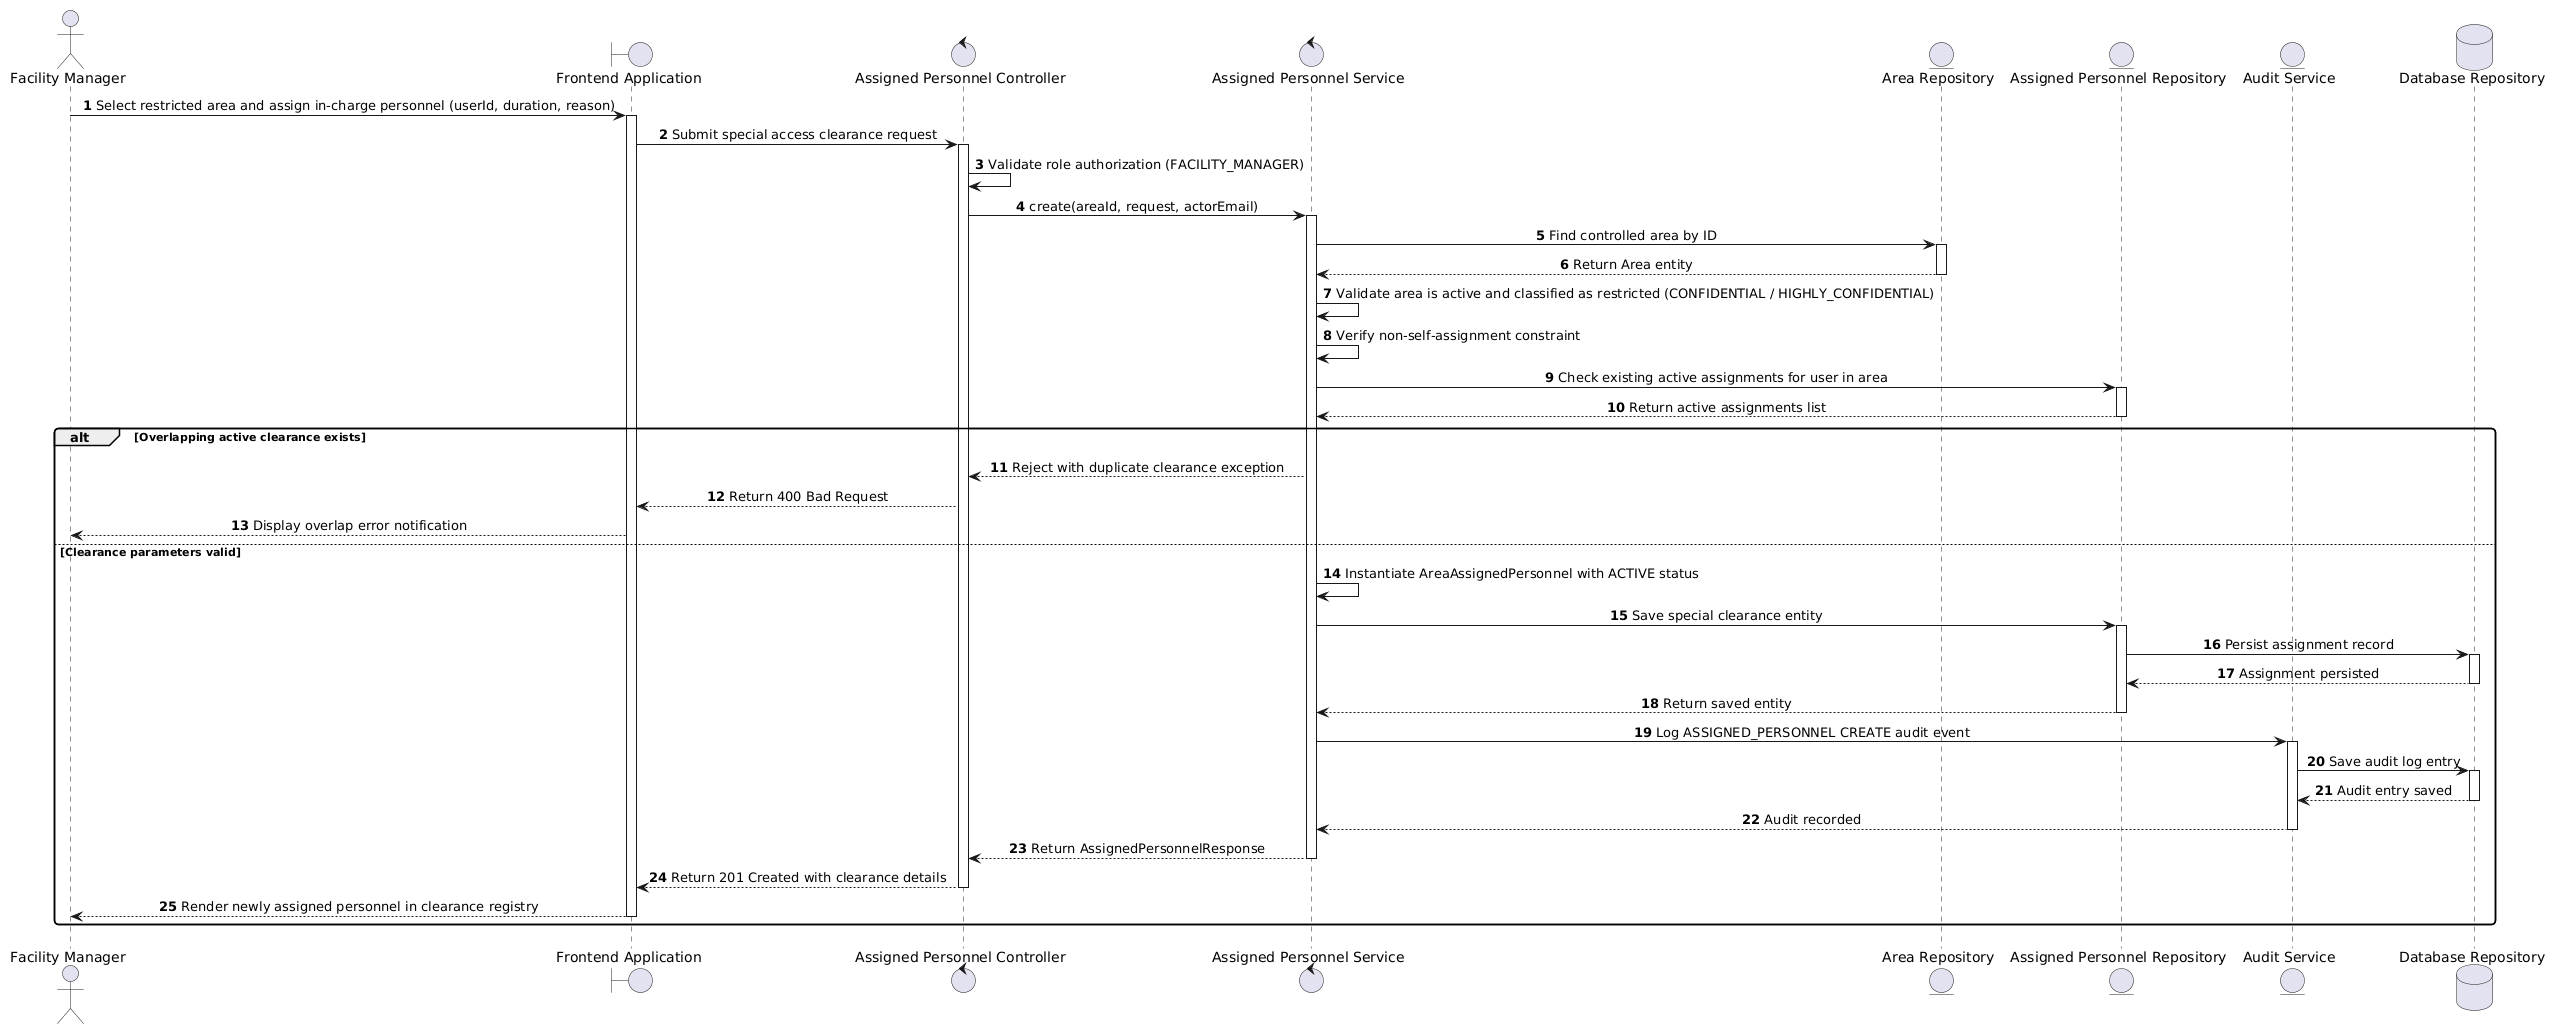 Facility Manager
Frontend Application
Assigned Personnel Controller
Assigned Personnel Service
Area Repository
Assigned Personnel Repository
Audit Service
Database Repository
1 Select restricted area and assign in-charge personnel (userId, duration, reason)
2 Submit special access clearance request
3 Validate role authorization (FACILITY_MANAGER)
4 create(areaId, request, actorEmail)
5 Find controlled area by ID
6 Return Area entity
7 Validate area is active and classified as restricted (CONFIDENTIAL / HIGHLY_CONFIDENTIAL)
8 Verify non-self-assignment constraint
9 Check existing active assignments for user in area
10 Return active assignments list
alt [Overlapping active clearance exists]
11 Reject with duplicate clearance exception
12 Return 400 Bad Request
13 Display overlap error notification
[Clearance parameters valid]
14 Instantiate AreaAssignedPersonnel with ACTIVE status
15 Save special clearance entity
16 Persist assignment record
17 Assignment persisted
18 Return saved entity
19 Log ASSIGNED_PERSONNEL CREATE audit event
20 Save audit log entry
21 Audit entry saved
22 Audit recorded
23 Return AssignedPersonnelResponse
24 Return 201 Created with clearance details
25 Render newly assigned personnel in clearance registry
Facility Manager
Frontend Application
Assigned Personnel Controller
Assigned Personnel Service
Area Repository
Assigned Personnel Repository
Audit Service
Database Repository